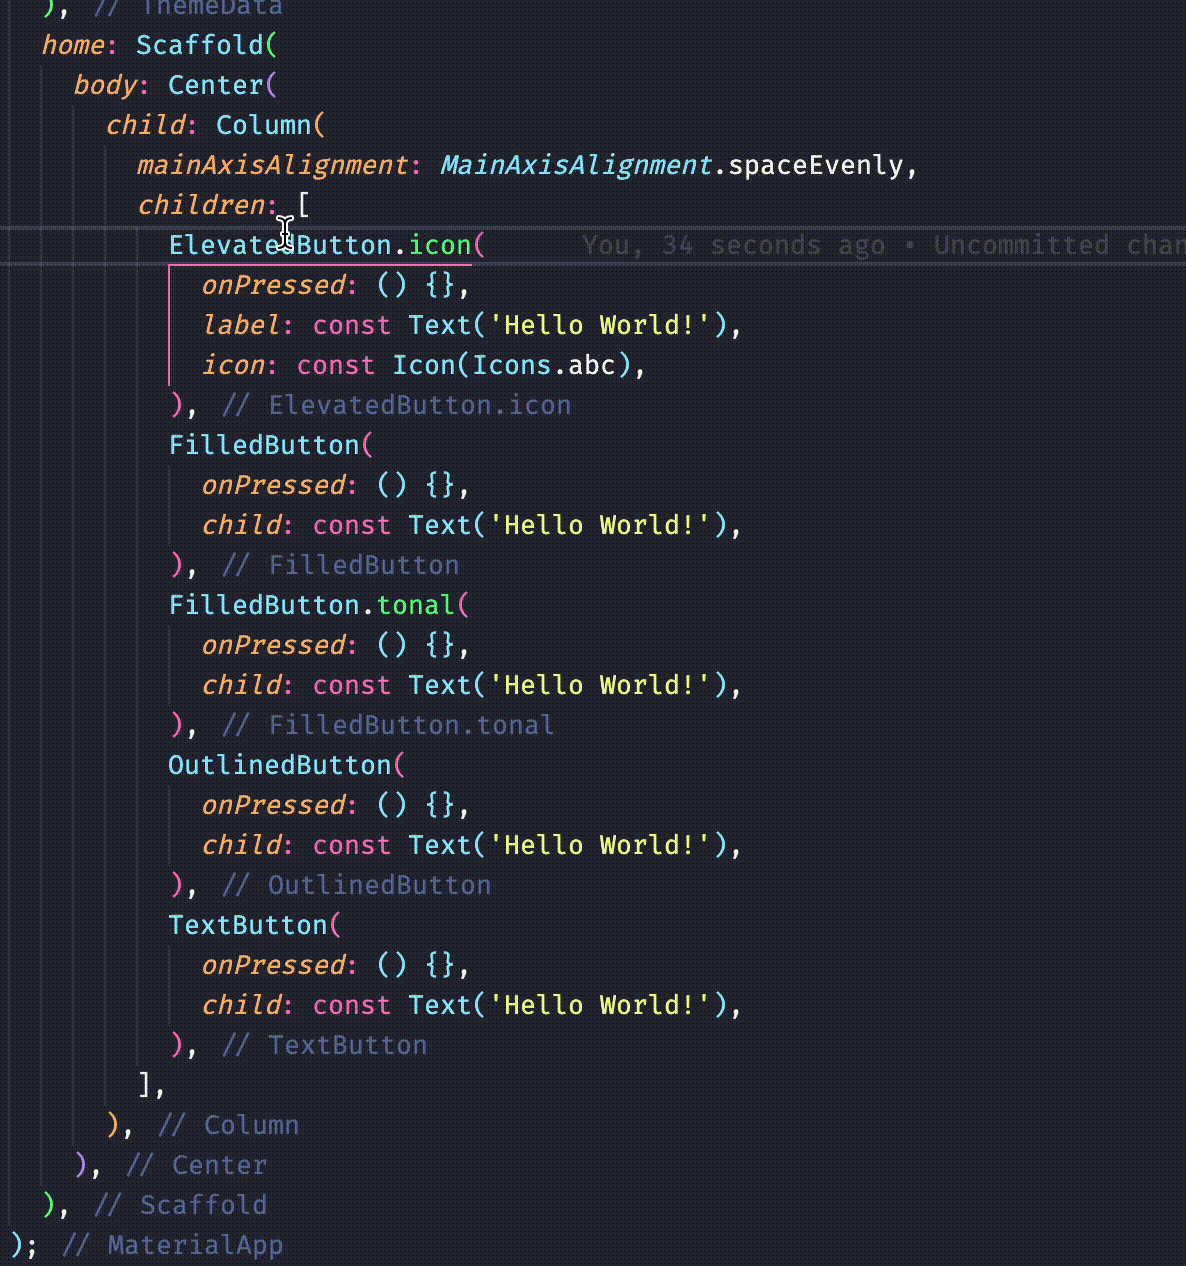 ), // ThemeData
home: Scaffold(
body: Center(
child: Column(
mainAxisAlignment: MainAxisAlignment.spaceEvenly,
children: [
ElevatedButton.icon( You, 34 seconds ago • Uncommitted chan
onPressed: () {},
label: const Text('Hello World!'),
icon: const Icon(Icons.abc),
), // ElevatedButton.icon
FilledButton(
onPressed: () {},
child: const Text('Hello World!'),
), // FilledButton
FilledButton.tonal(
onPressed: () {},
child: const Text('Hello World!'),
), // FilledButton.tonal
OutlinedButton(
onPressed: () {},
child: const Text('Hello World!'),
), // OutlinedButton
TextButton(
onPressed: () {},
child: const Text('Hello World!'),
), // TextButton
],
), // Column
), // Center
), // Scaffold
); // MaterialApp